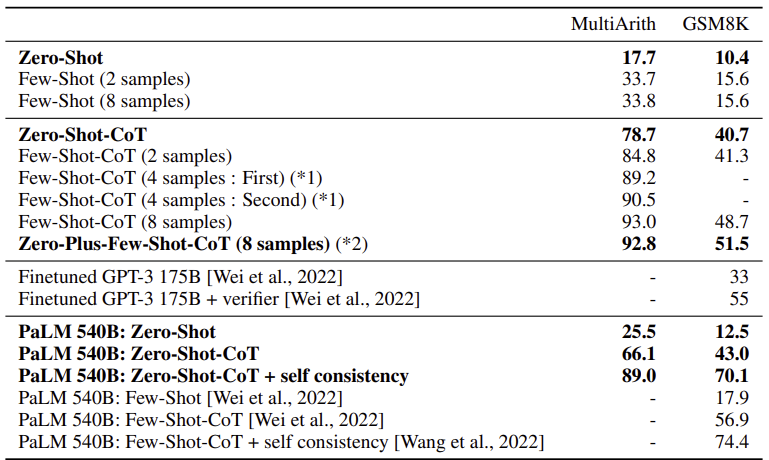 MultiArith GSM8K
Zero-Shot 17.7 10.4
Few-Shot (2 samples) 33.7 15.6
Few-Shot (8 samples) 33.8 15.6
Zero-Shot-CoT 78.7 40.7
Few-Shot-CoT (2 samples) 84.8 41.3
Few-Shot-CoT (4 samples : First) (*1) 89.2 -
Few-Shot-CoT (4 samples : Second) (*1) 90.5 -
Few-Shot-CoT (8 samples) 93.0 48.7
Zero-Plus-Few-Shot-CoT (8 samples) (*2) 92.8 51.5
Finetuned GPT-3 175B [Wei et al., 2022] - 33
Finetuned GPT-3 175B + verifier [Wei et al., 2022] - 55
PaLM 540B: Zero-Shot 25.5 12.5
PaLM 540B: Zero-Shot-CoT 66.1 43.0
PaLM 540B: Zero-Shot-CoT + self consistency 89.0 70.1
PaLM 540B: Few-Shot [Wei et al., 2022] - 17.9
PaLM 540B: Few-Shot-CoT [Wei et al., 2022] - 56.9
PaLM 540B: Few-Shot-CoT + self consistency [Wang et al., 2022] - 74.4